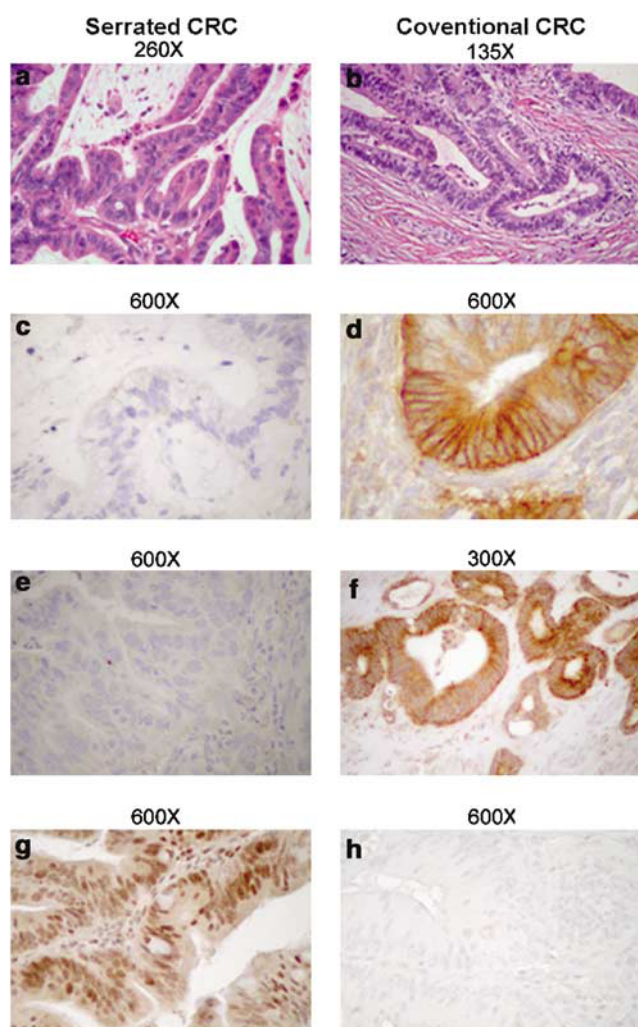 Serrated CRC Coventional CRC
260X 135X
a b
600X 600X
c d
600X 300X
e f
600X 600X
g h